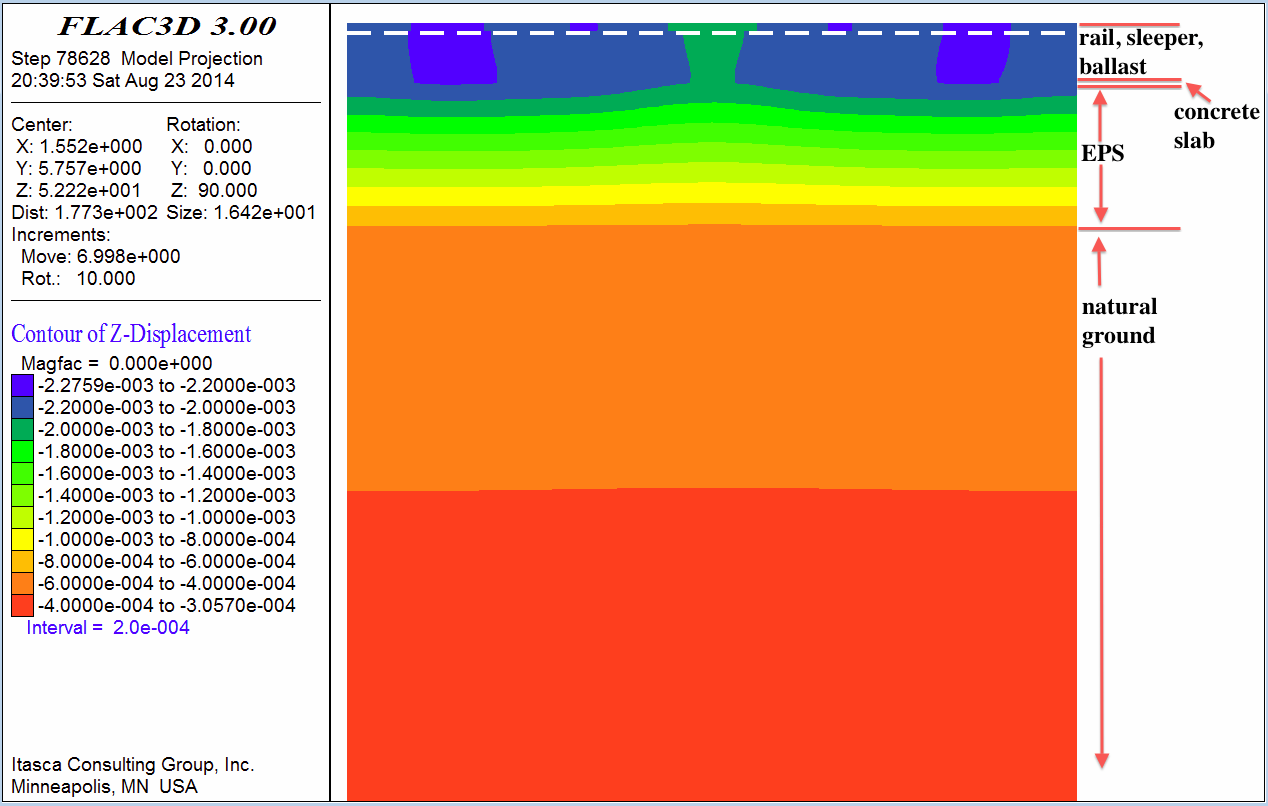 FLAC3D 3.00
Step 78628  Model Projection
20:39:53 Sat Aug 23 2014
Center: Rotation:
X: 1.552e+000 X: 0.000
Y: 5.757e+000 Y: 0.000
Z: 5.222e+001 Z: 90.000
Dist: 1.773e+002 Size: 1.642e+001
Increments:
Move: 6.998e+000
Rot.: 10.000
Contour of Z-Displacement
Magfac = 0.000e+000
-2.2759e-003 to -2.2000e-003
-2.2000e-003 to -2.0000e-003
-2.0000e-003 to -1.8000e-003
-1.8000e-003 to -1.6000e-003
-1.6000e-003 to -1.4000e-003
-1.4000e-003 to -1.2000e-003
-1.2000e-003 to -1.0000e-003
-1.0000e-003 to -8.0000e-004
-8.0000e-004 to -6.0000e-004
-6.0000e-004 to -4.0000e-004
-4.0000e-004 to -3.0570e-004
Interval = 2.0e-004
Itasca Consulting Group, Inc.
Minneapolis, MN USA
rail, sleeper,
ballast
concrete
slab
EPS
natural
ground